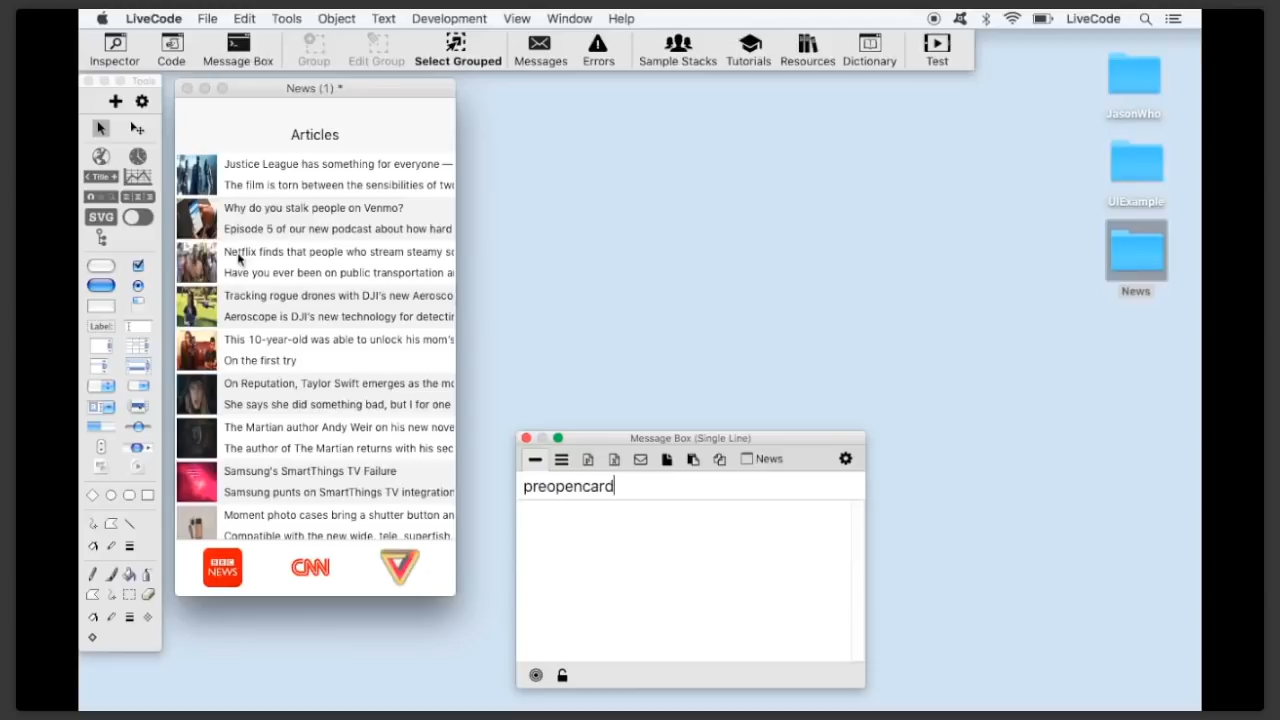 LiveCode File Edit Tools Object Text Development View Window Help LiveCode
Inspector Code Message Box Group Edit Group Select Grouped Messages Errors Sample Stacks Tutorials Resources Dictionary Test
Tools
News (1) *
Articles
Justice League has something for everyone —
The film is torn between the sensibilities of two
Why do you stalk people on Venmo?
Episode 5 of our new podcast about how hard
Netflix finds that people who stream steamy sc
Have you ever been on public transportation a
Tracking rogue drones with DJI's new Aerosco
Aeroscope is DJI's new technology for detectin
This 10-year-old was able to unlock his mom's
On the first try
On Reputation, Taylor Swift emerges as the mo
She says she did something bad, but I for one
The Martian author Andy Weir on his new nove
The author of The Martian returns with his sec
Samsung's SmartThings TV Failure
Samsung punts on SmartThings TV integration
Moment photo cases bring a shutter button an
Compatible with the new wide, tele, superfish
BBC
NEWS
CNN
Title
SVG
Label:
Message Box (Single Line)
News
preopencard
JasonWho
UIExample
News